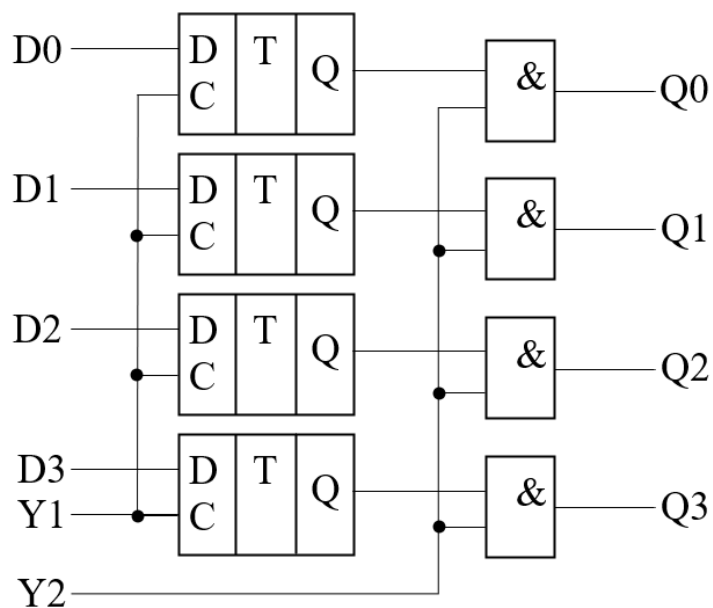 D0 D T Q & Q0
C
D1 D T Q & Q1
C
D2 D T Q & Q2
C
D3 D T Q & Q3
Y1 C
Y2